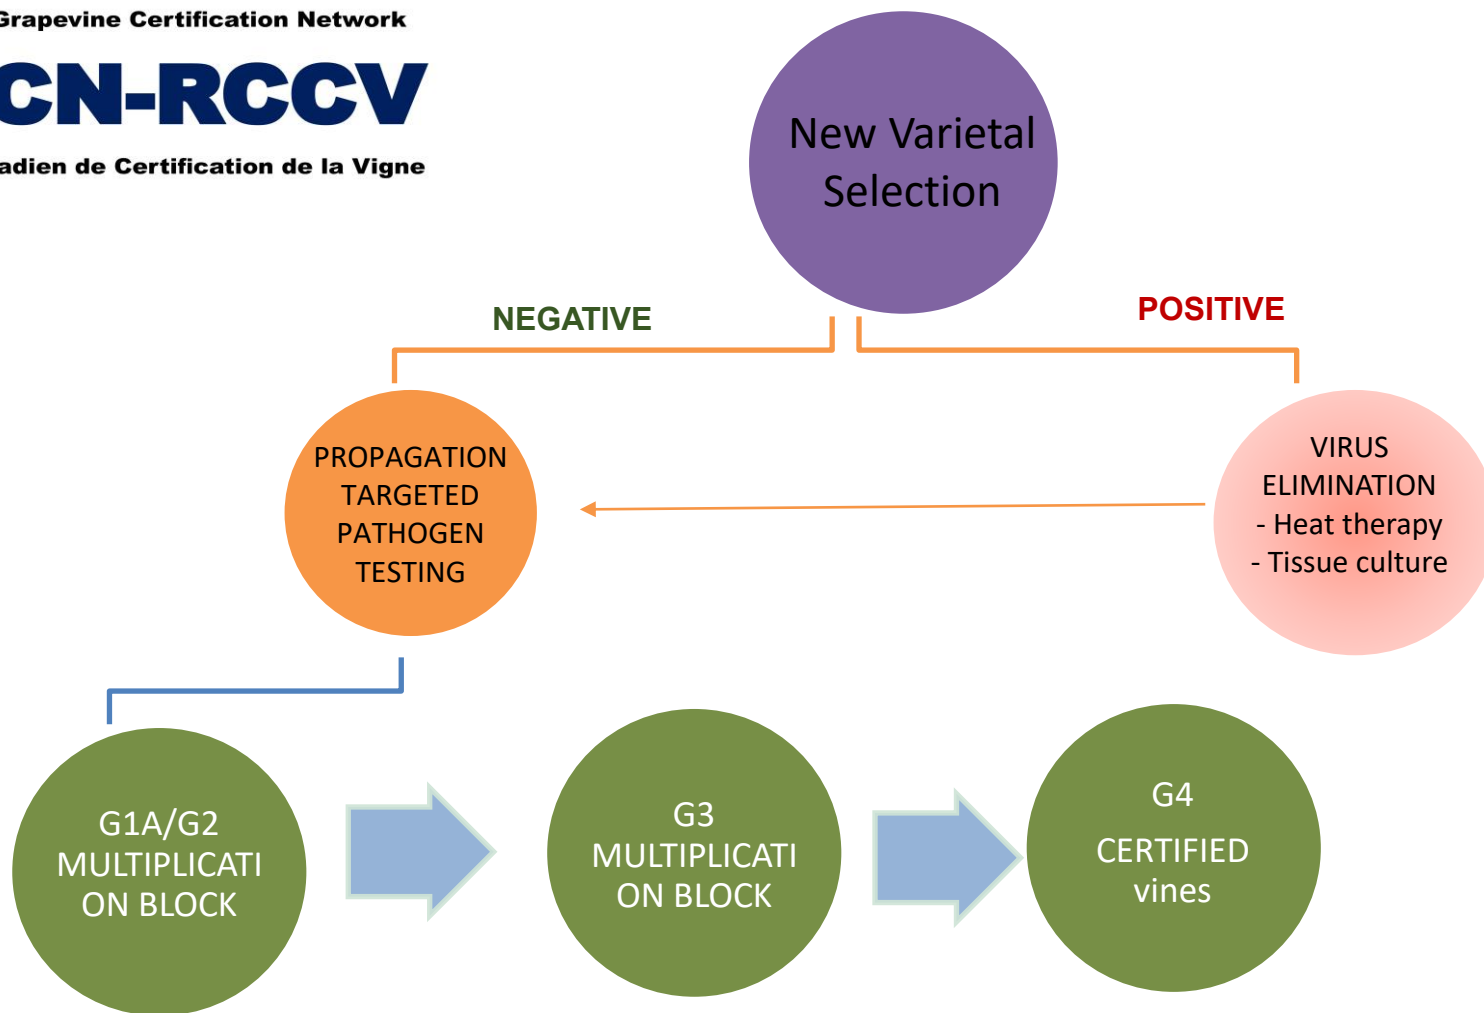 Grapevine Certification Network
CN-RCCV
adien de Certification de la Vigne
New Varietal
Selection
NEGATIVE
POSITIVE
PROPAGATION
TARGETED
PATHOGEN
TESTING
VIRUS
ELIMINATION
- Heat therapy
- Tissue culture
G1A/G2
MULTIPLICATI
ON BLOCK
G3
MULTIPLICATI
ON BLOCK
G4
CERTIFIED
vines